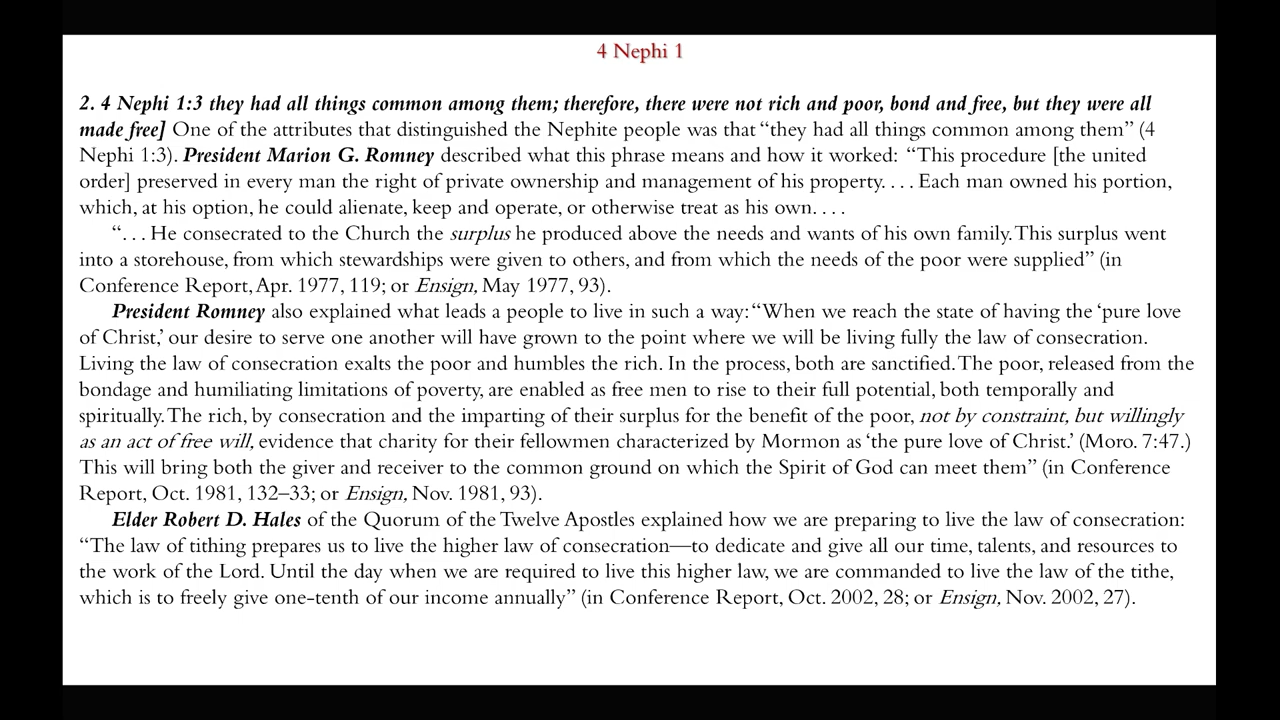 4 Nephi 1
2. 4 Nephi 1:3 they had all things common among them; therefore, there were not rich and poor, bond and free, but they were all
made free] One of the attributes that distinguished the Nephite people was that “they had all things common among them” (4
Nephi 1:3). President Marion G. Romney described what this phrase means and how it worked: “This procedure [the united
order] preserved in every man the right of private ownership and management of his property. . . . Each man owned his portion,
which, at his option, he could alienate, keep and operate, or otherwise treat as his own. . . .
“. . . He consecrated to the Church the surplus he produced above the needs and wants of his own family. This surplus went
into a storehouse, from which stewardships were given to others, and from which the needs of the poor were supplied” (in
Conference Report, Apr. 1977, 119; or Ensign, May 1977, 93).
President Romney also explained what leads a people to live in such a way: “When we reach the state of having the ‘pure love
of Christ,’ our desire to serve one another will have grown to the point where we will be living fully the law of consecration.
Living the law of consecration exalts the poor and humbles the rich. In the process, both are sanctified. The poor, released from the
bondage and humiliating limitations of poverty, are enabled as free men to rise to their full potential, both temporally and
spiritually. The rich, by consecration and the imparting of their surplus for the benefit of the poor, not by constraint, but willingly
as an act of free will, evidence that charity for their fellowmen characterized by Mormon as ‘the pure love of Christ.’ (Moro. 7:47.)
This will bring both the giver and receiver to the common ground on which the Spirit of God can meet them” (in Conference
Report, Oct. 1981, 132–33; or Ensign, Nov. 1981, 93).
Elder Robert D. Hales of the Quorum of the Twelve Apostles explained how we are preparing to live the law of consecration:
“The law of tithing prepares us to live the higher law of consecration—to dedicate and give all our time, talents, and resources to
the work of the Lord. Until the day when we are required to live this higher law, we are commanded to live the law of the tithe,
which is to freely give one-tenth of our income annually” (in Conference Report, Oct. 2002, 28; or Ensign, Nov. 2002, 27).